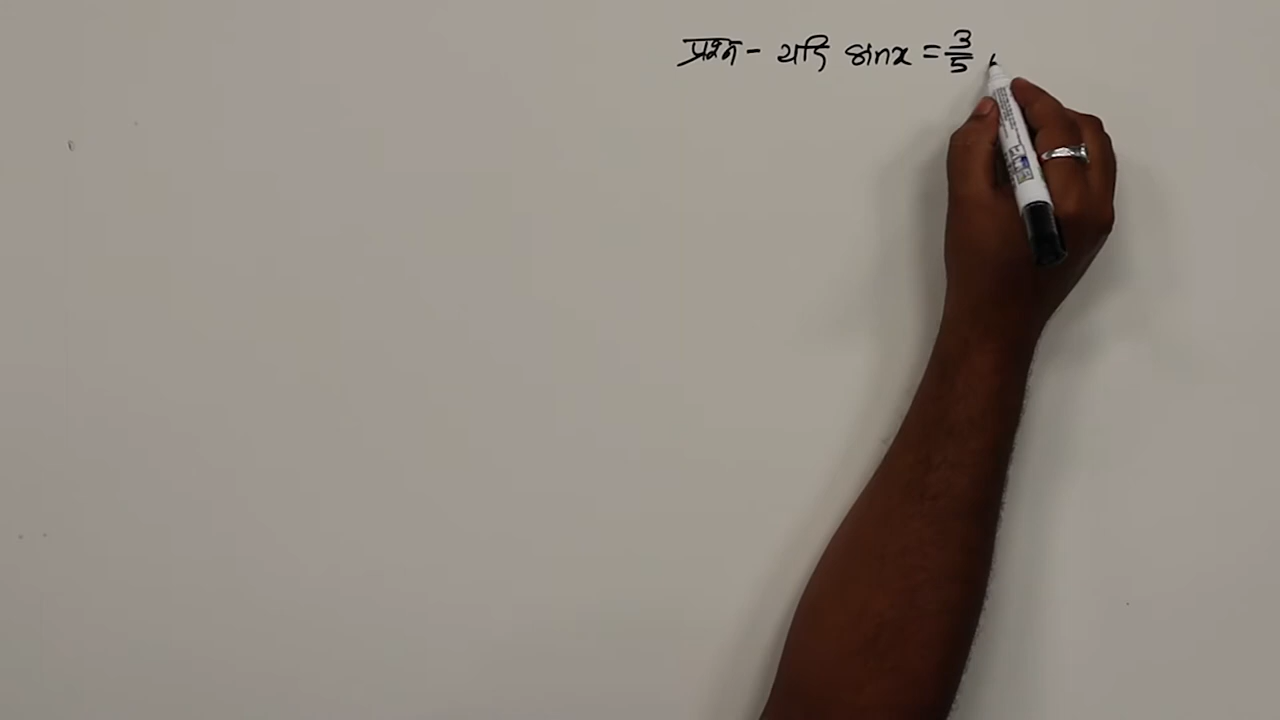 प्रश्न - यदि sinx = 3/5